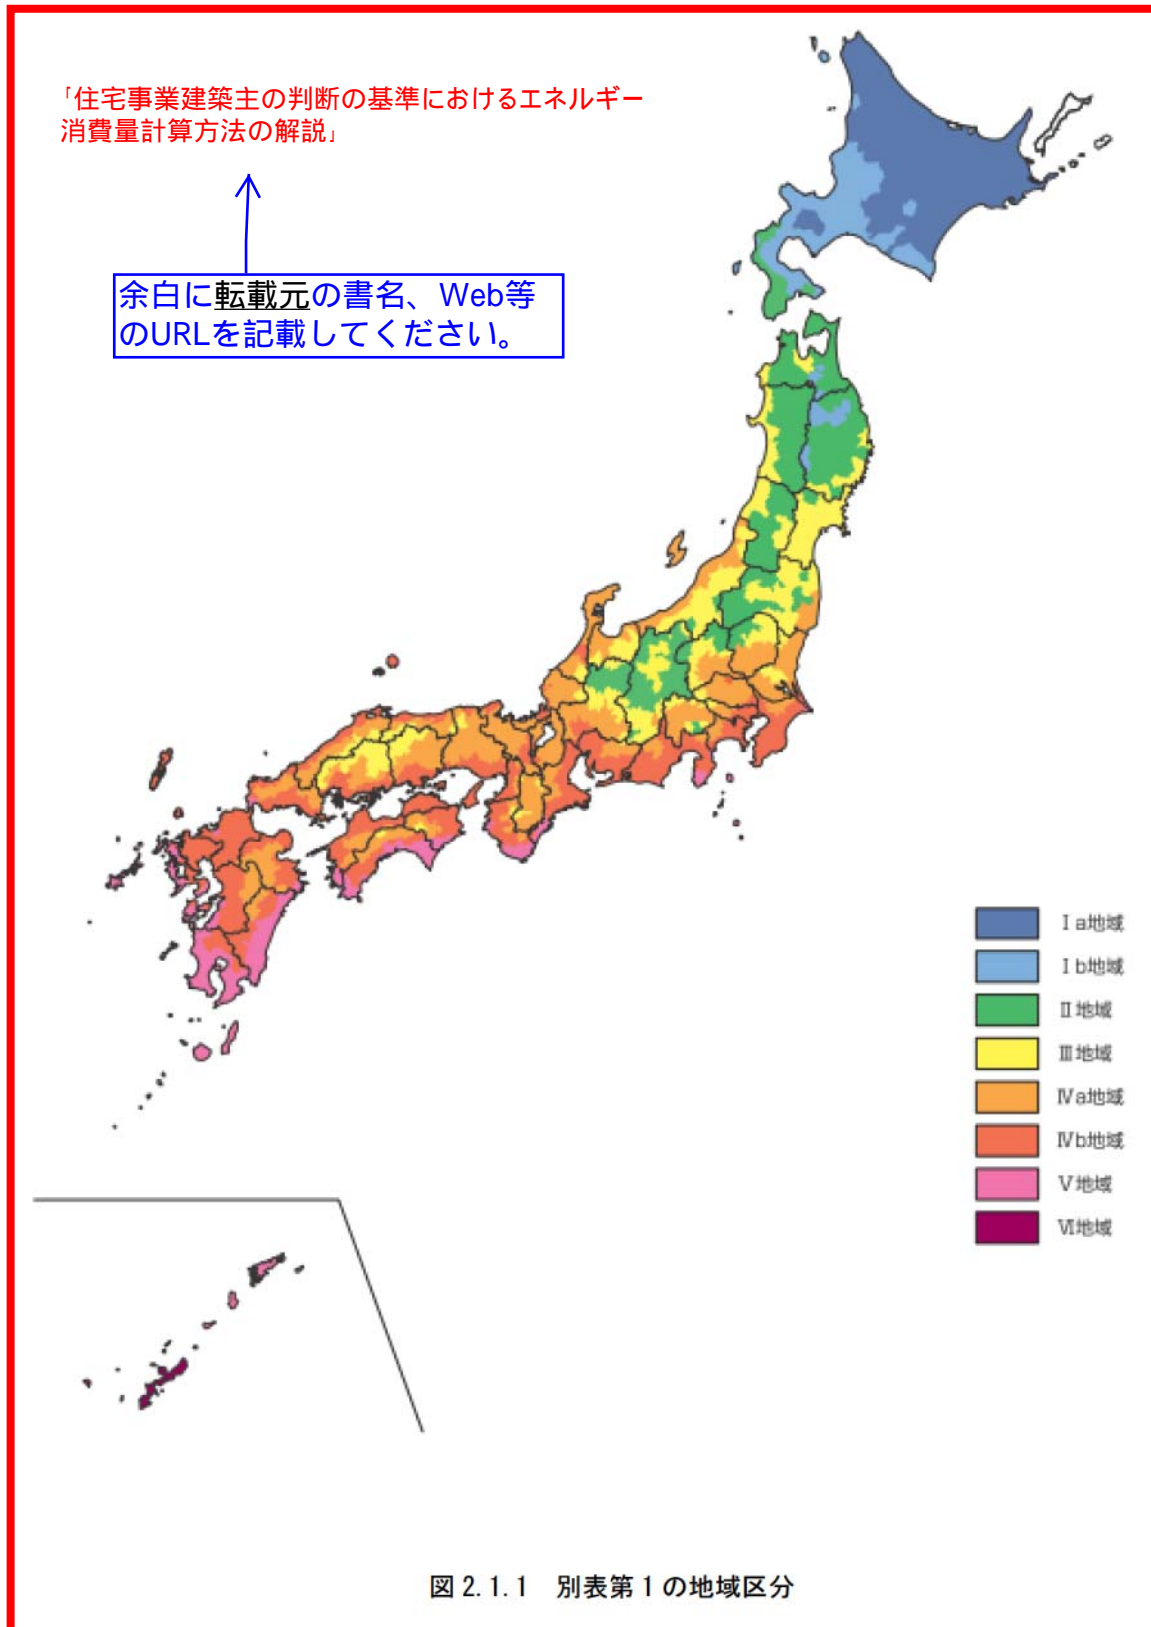 「住宅事業建築主の判断の基準におけるエネルギー
消費量計算方法の解説」
余白に転載元の書名、Web等
のURLを記載してください。
Ⅰa地域
Ⅰb地域
Ⅱ地域
Ⅲ地域
Ⅳa地域
Ⅳb地域
Ⅴ地域
Ⅵ地域
図 2.1.1 別表第1の地域区分